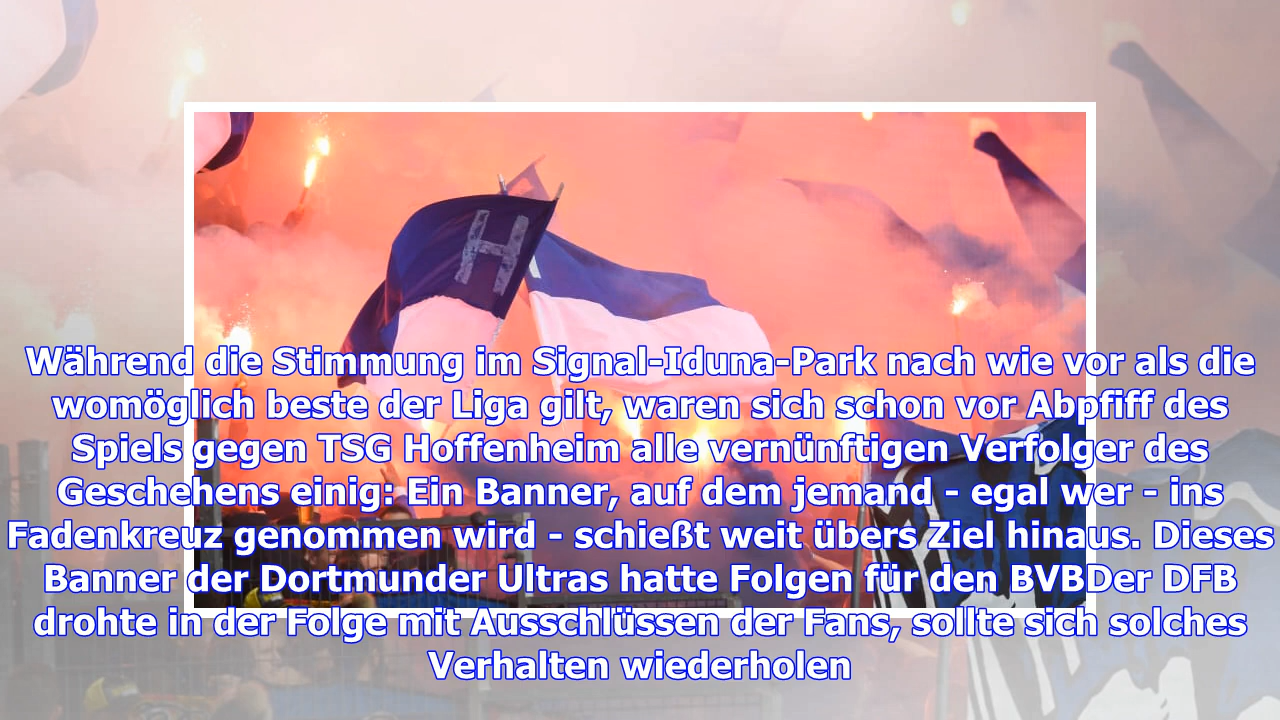 H
Während die Stimmung im Signal-Iduna-Park nach wie vor als die
womöglich beste der Liga gilt, waren sich schon vor Abpfiff des
Spiels gegen TSG Hoffenheim alle vernünftigen Verfolger des
Geschehens einig: Ein Banner, auf dem jemand - egal wer - ins
Fadenkreuz genommen wird - schießt weit übers Ziel hinaus. Dieses
Banner der Dortmunder Ultras hatte Folgen für den BVBDer DFB
drohte in der Folge mit Ausschlüssen der Fans, sollte sich solches
Verhalten wiederholen